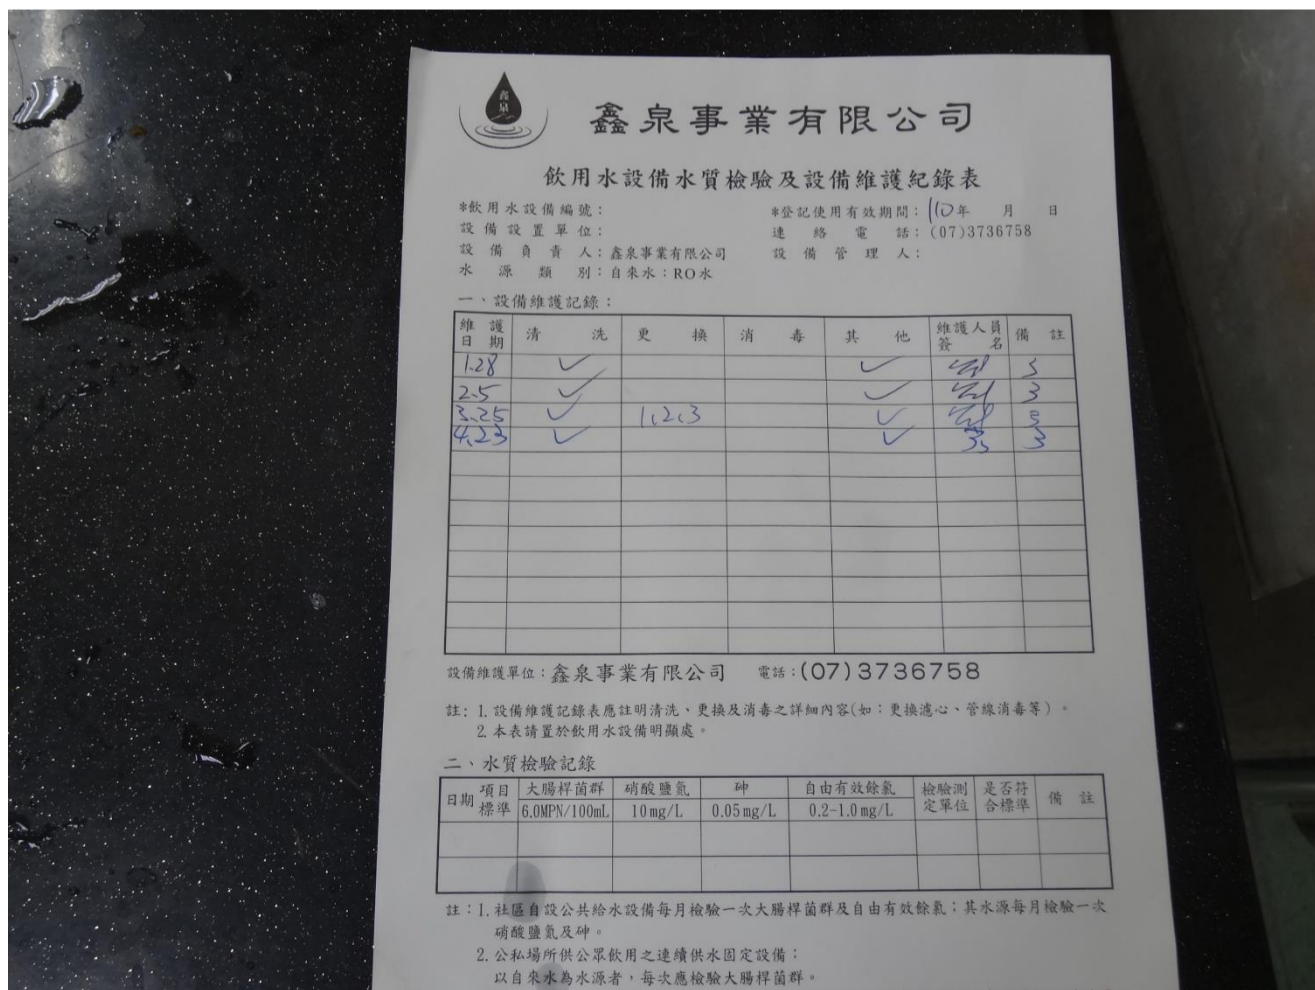 鑫泉
鑫泉事業有限公司
飲用水設備水質檢驗及設備維護紀錄表
*飲用水設備編號： *登記使用有效期間：110年 月 日
設備設置單位： 連絡電話：(07)3736758
設備負責人：鑫泉事業有限公司 設備管理人：
水源類別：自來水：RO水
一、設備維護記錄：
維護日期 清洗 更換 消毒 其他 維護人員簽名 備註
1.28 ✓ ✓ 3
2.5 ✓ ✓ 3
3.25 ✓ 1,2,3 ✓ 3
4.23 ✓ ✓ 3
設備維護單位：鑫泉事業有限公司 電話：(07)3736758
註：1.設備維護記錄表應註明清洗、更換及消毒之詳細內容(如：更換濾心、管線消毒等)。
2.本表請置於飲用水設備明顯處。
二、水質檢驗記錄
日期 項目 大腸桿菌群 硝酸鹽氮 砷 自由有效餘氯 檢驗測定單位 是否符合標準 備註
標準 6.0MPN/100mL 10mg/L 0.05mg/L 0.2-1.0mg/L
註：1.社區自設公共給水設備每月檢驗一次大腸桿菌群及自由有效餘氯；其水源每月檢驗一次
硝酸鹽氮及砷。
2.公私場所供公眾飲用之連續供水固定設備；
以自來水為水源者，每次應檢驗大腸桿菌群。